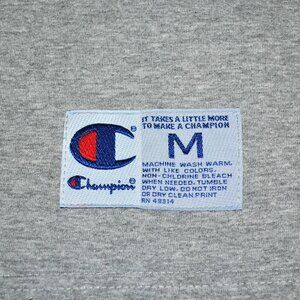 IT TAKES A LITTLE MORE
TO MAKE A CHAMPION
M
MACHINE WASH WARM,
WITH LIKE COLORS.
NON-CHLORINE BLEACH
WHEN NEEDED. TUMBLE
DRY LOW. DO NOT IRON
OR DRY CLEAN PRINT
RN 49314
C
Champion